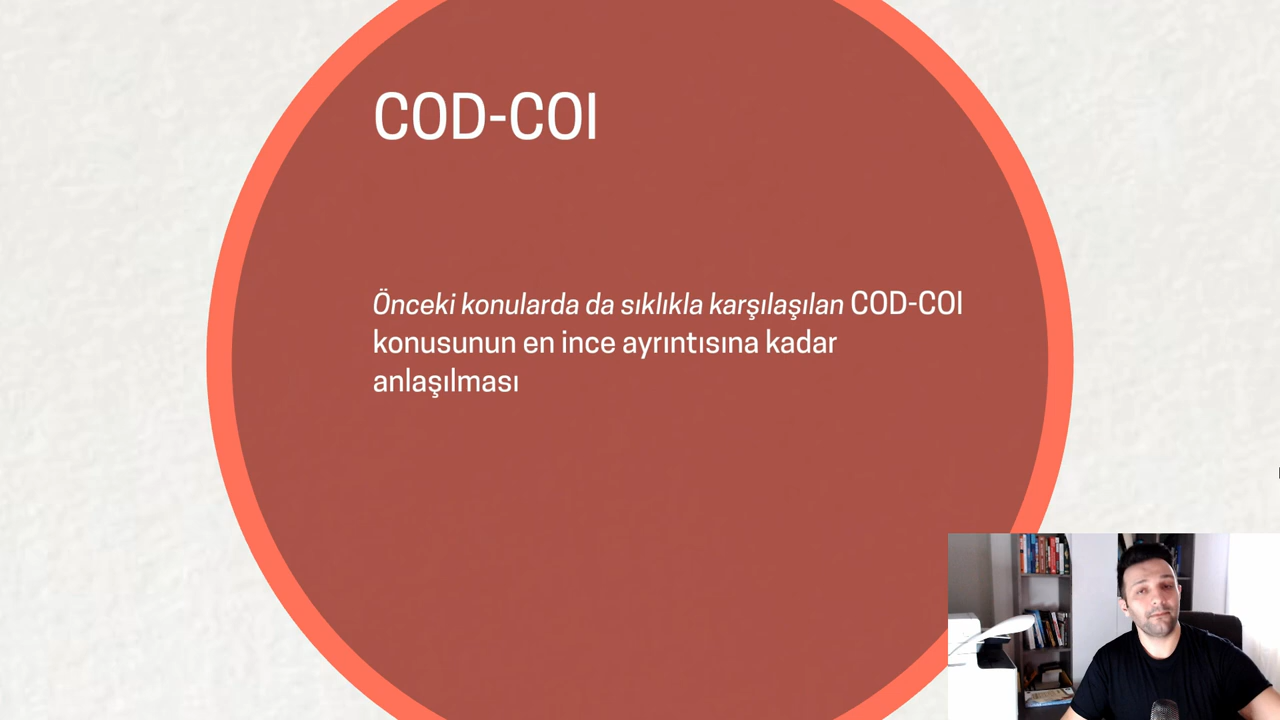 COD-COI
Önceki konularda da sıklıkla karşılaşılan COD-COI
konusunun en ince ayrıntısına kadar
anlaşılması